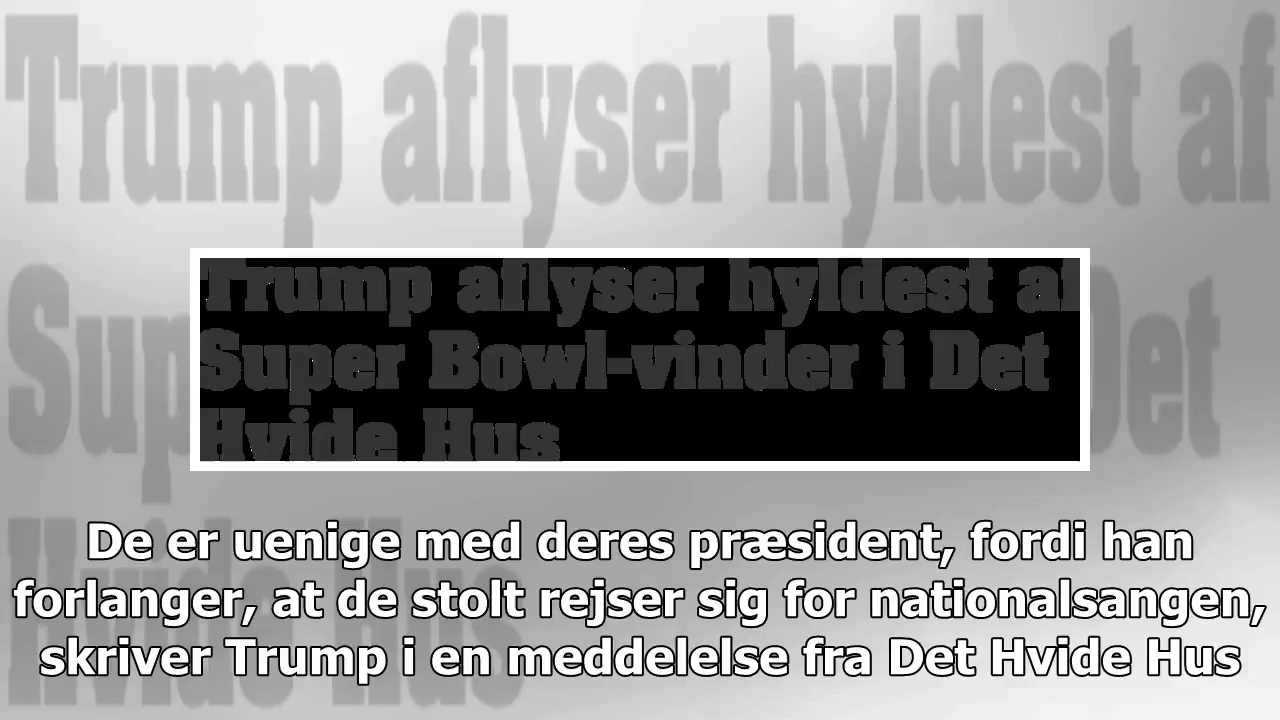 Trump aflyser hyldest af
Super Bowl-vinder i Det
Hvide Hus
De er uenige med deres præsident, fordi han
forlanger, at de stolt rejser sig for nationalsangen,
skriver Trump i en meddelelse fra Det Hvide Hus